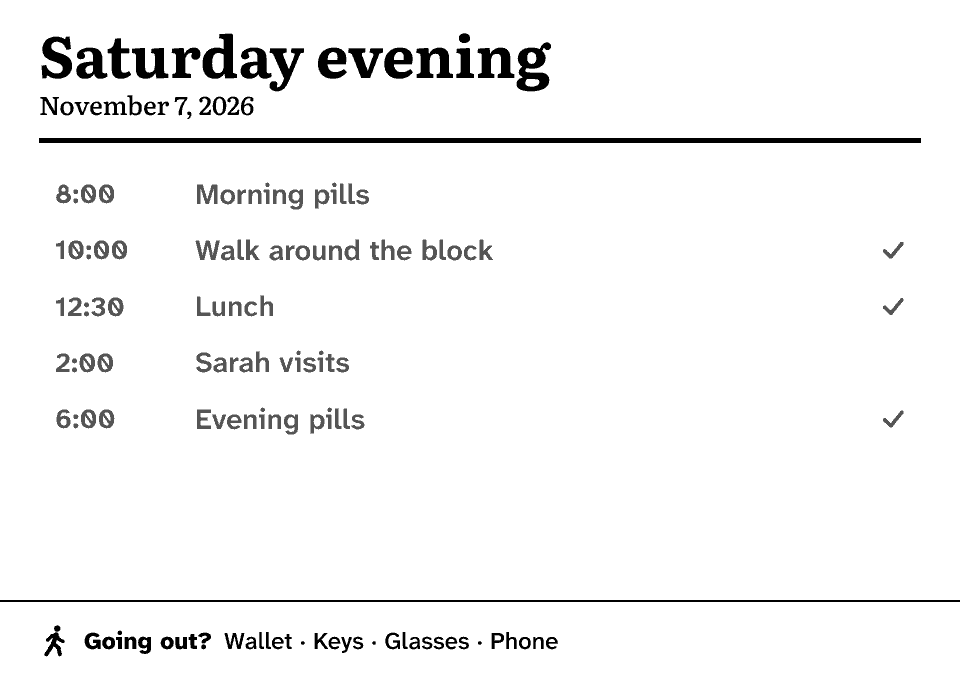 Saturday evening
November 7, 2026
8:00 Morning pills
10:00 Walk around the block ✓
12:30 Lunch ✓
2:00 Sarah visits
6:00 Evening pills ✓
Going out? Wallet · Keys · Glasses · Phone